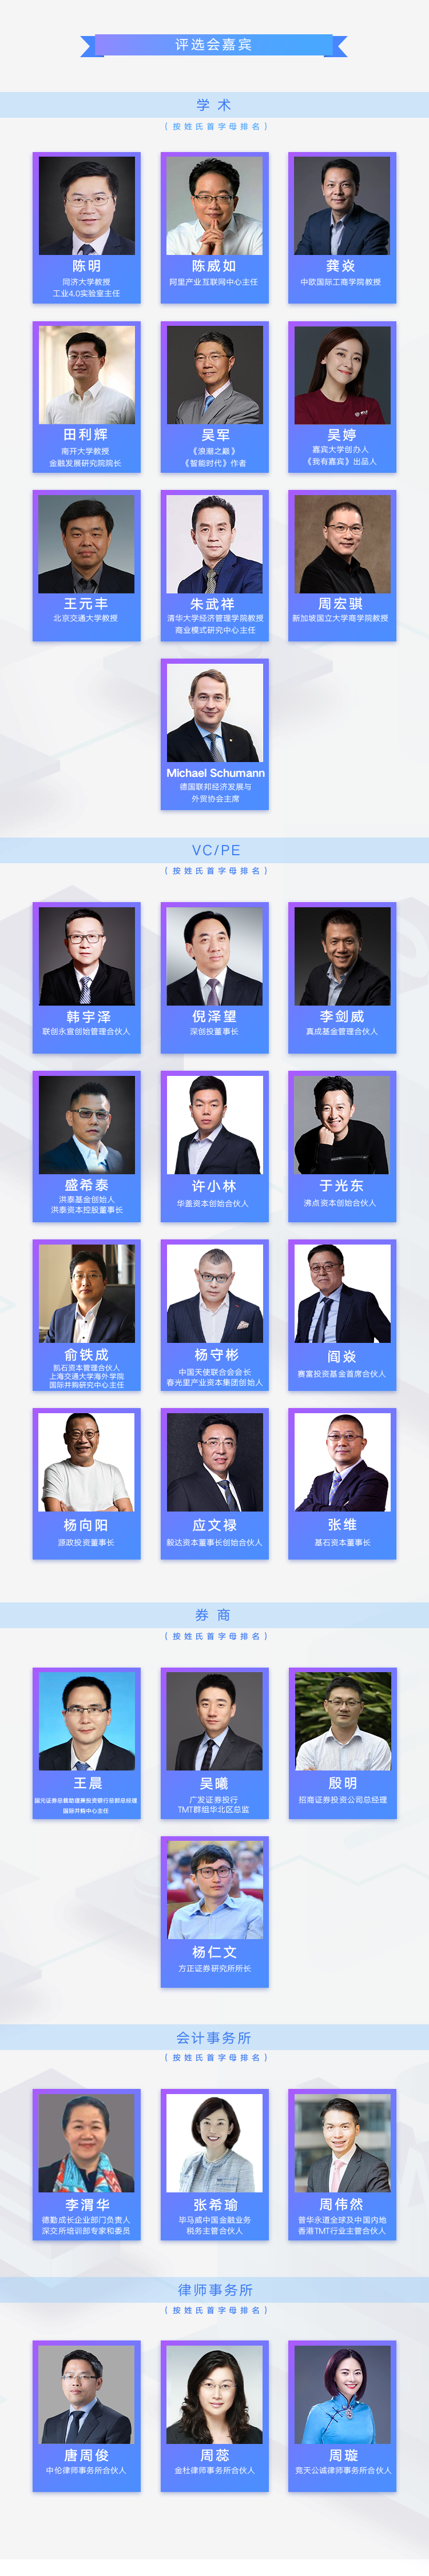 评选会嘉宾
学 术
(按姓氏首字母排名)
陈明
同济大学教授
工业4.0实验室主任
陈威如
阿里产业互联网中心主任
龚焱
中欧国际工商学院教授
田利辉
南开大学教授
金融发展研究院院长
吴军
《浪潮之巅》
《智能时代》作者
吴婷
嘉宾大学创办人
《我有嘉宾》出品人
王元丰
北京交通大学教授
朱武祥
清华大学经济管理学院教授
商业模式研究中心主任
周宏骐
新加坡国立大学商学院教授
Michael Schumann
德国联邦经济发展与
外贸协会主席
VC/PE
(按姓氏首字母排名)
韩宇泽
联创永宣创始管理合伙人
倪泽望
深创投董事长
李剑威
真成基金管理合伙人
盛希泰
洪泰基金创始人
洪泰资本控股董事长
许小林
华盖资本创始合伙人
于光东
沸点资本创始合伙人
俞铁成
凯石资本管理合伙人
上海交通大学海外学院
国际并购研究中心主任
杨守彬
中国天使联合会会长
春光里产业资本集团创始人
阎焱
赛富投资基金首席合伙人
杨向阳
源政投资董事长
应文禄
毅达资本董事长创始合伙人
张维
基石资本董事长
券 商
(按姓氏首字母排名)
王晨
国元证券总裁助理兼投资银行总部总经理
国际并购中心主任
吴曦
广发证券投行
TMT群组华北区总监
殷明
招商证券投资公司总经理
杨仁文
方正证券研究所所长
会计事务所
(按姓氏首字母排名)
李渭华
德勤成长企业部门负责人
深交所培训部专家和委员
张希瑜
毕马威中国金融业务
税务主管合伙人
周伟然
普华永道全球及中国内地
香港TMT行业主管合伙人
律师事务所
(按姓氏首字母排名)
唐周俊
中伦律师事务所合伙人
周蕊
金杜律师事务所合伙人
周璇
竞天公诚律师事务所合伙人